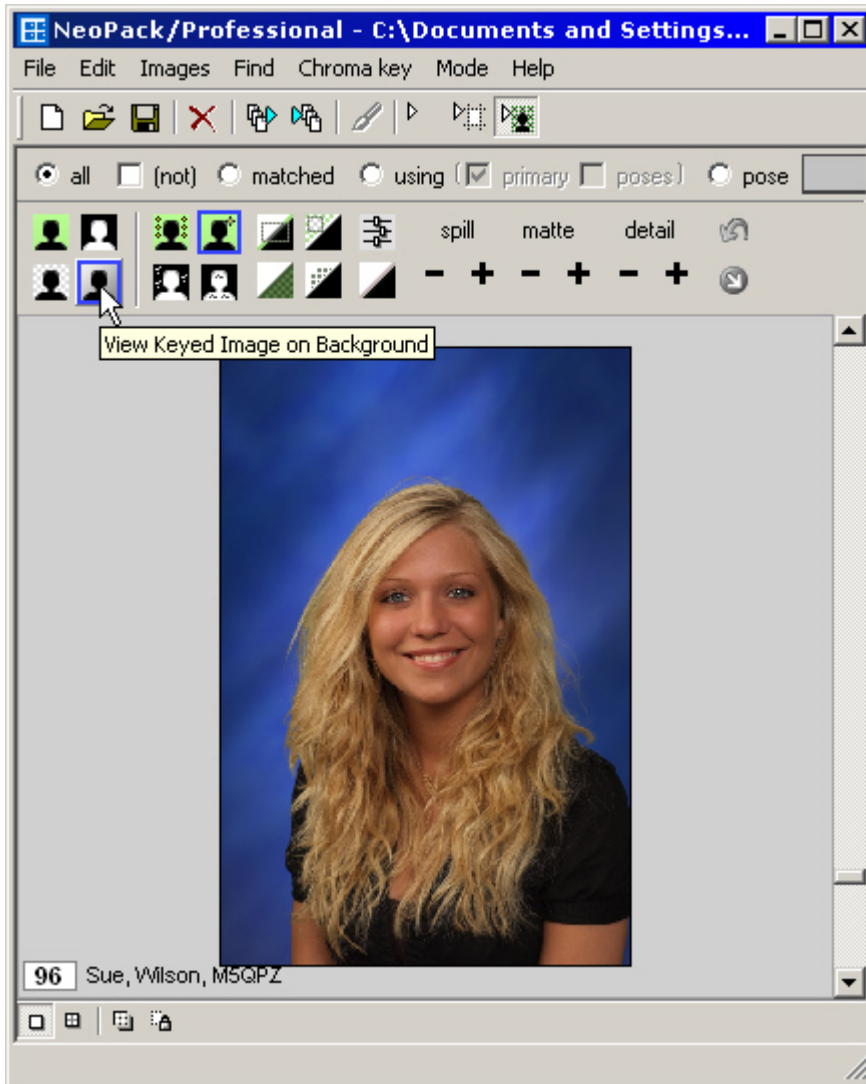 NeoPack/Professional - C:\Documents and Settings...
File Edit Images Find Chroma key Mode Help
all (not) matched using ( primary poses) pose
spill matte detail
- + - + - +
View Keyed Image on Background
96 Sue, Wilson, M5QPZ